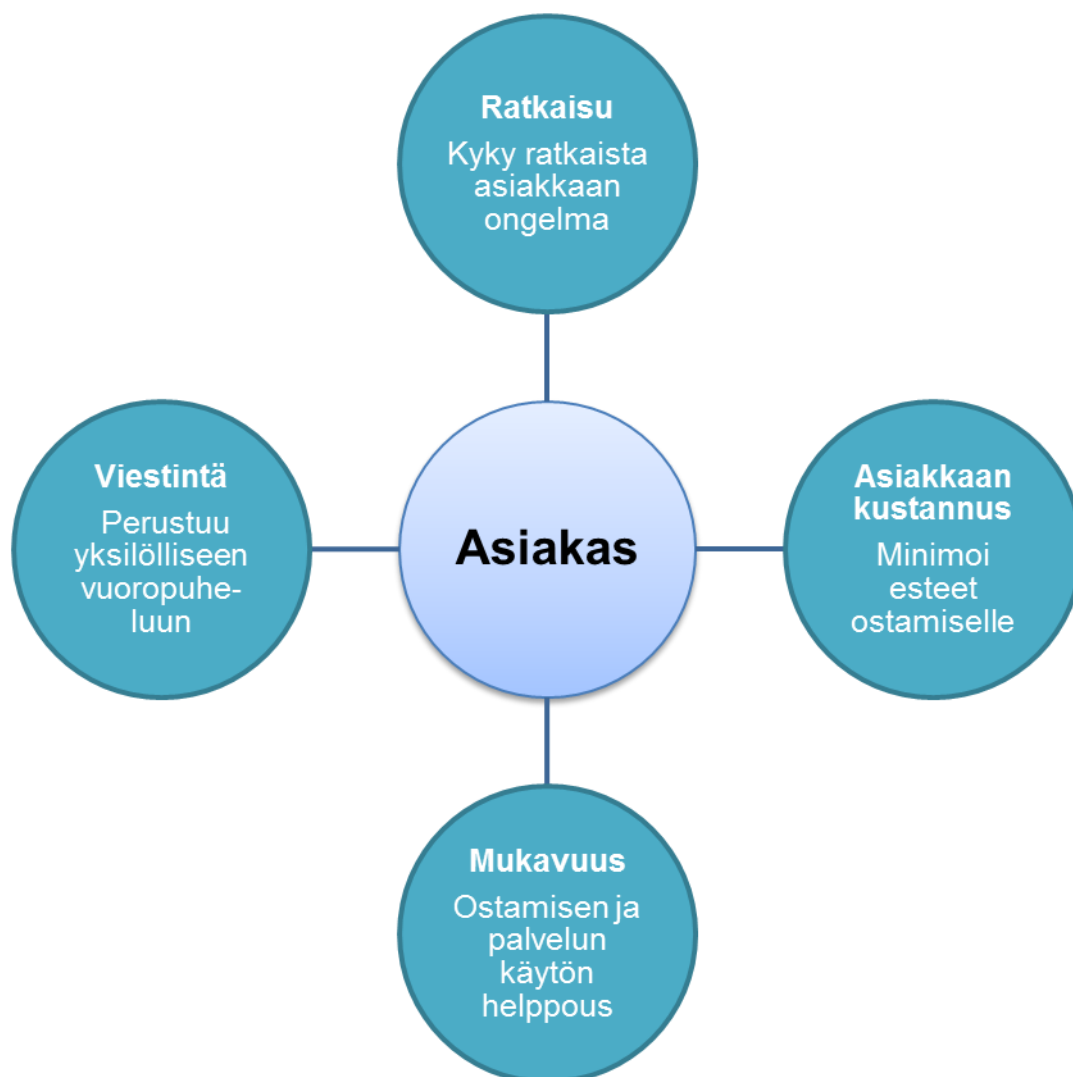 Ratkaisu
Kyky ratkaista
asiakkaan
ongelma
Viestintä
Perustuu
yksilölliseen
vuoropuhe-
luun
Asiakas
Asiakkaan
kustannus
Minimoi
esteet
ostamiselle
Mukavuus
Ostamisen ja
palvelun
käytön
helppous